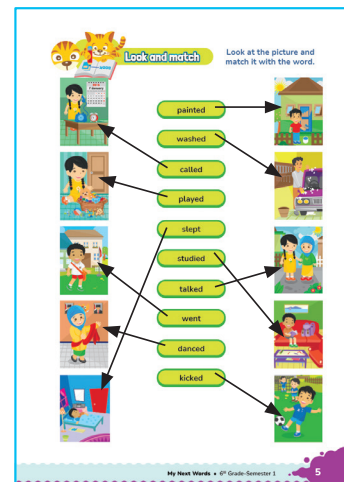 Look and match
Look at the picture and
match it with the word.
painted
washed
called
played
slept
studied
talked
went
danced
kicked
My Next Words • 6th Grade-Semester 1
5